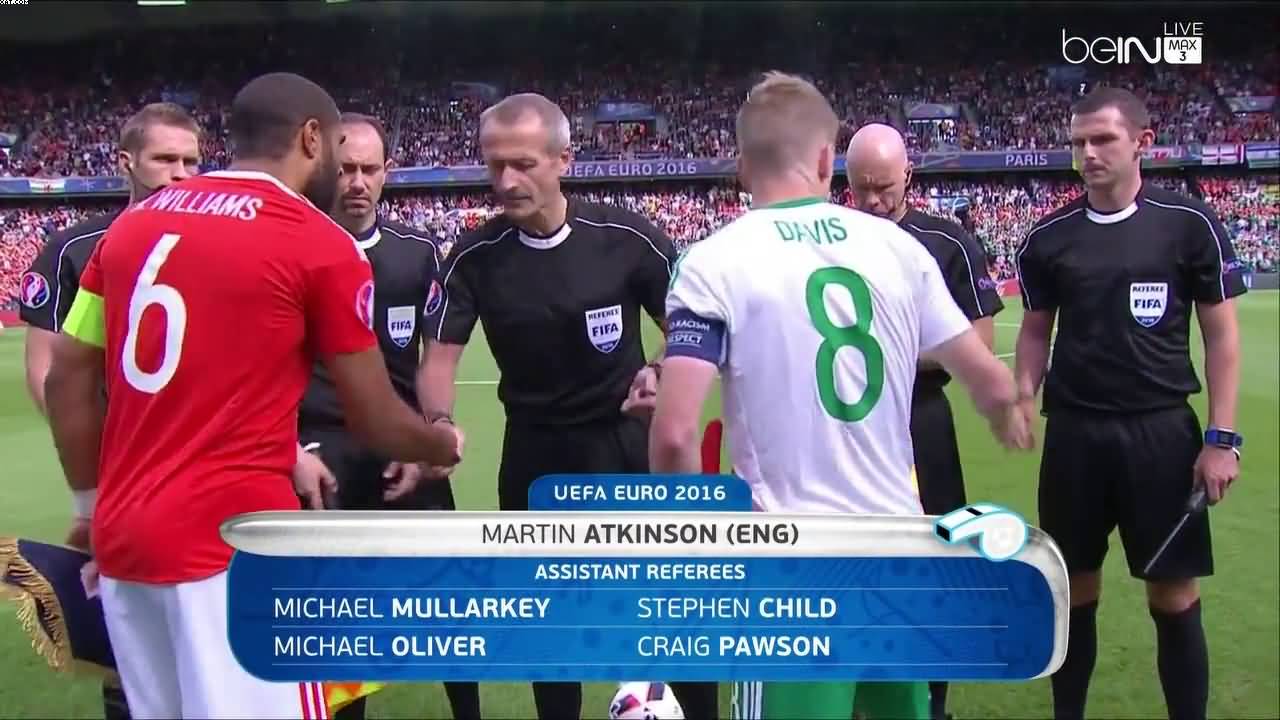 LIVE
beIN MAX
3
UEFA EURO 2016
PARIS
WILLIAMS
6
DAVIS
8
REFEREE
FIFA
REFEREE
FIFA
FIFA
RESPECT
UEFA EURO 2016
MARTIN ATKINSON (ENG)
ASSISTANT REFEREES
MICHAEL MULLARKEY STEPHEN CHILD
MICHAEL OLIVER CRAIG PAWSON